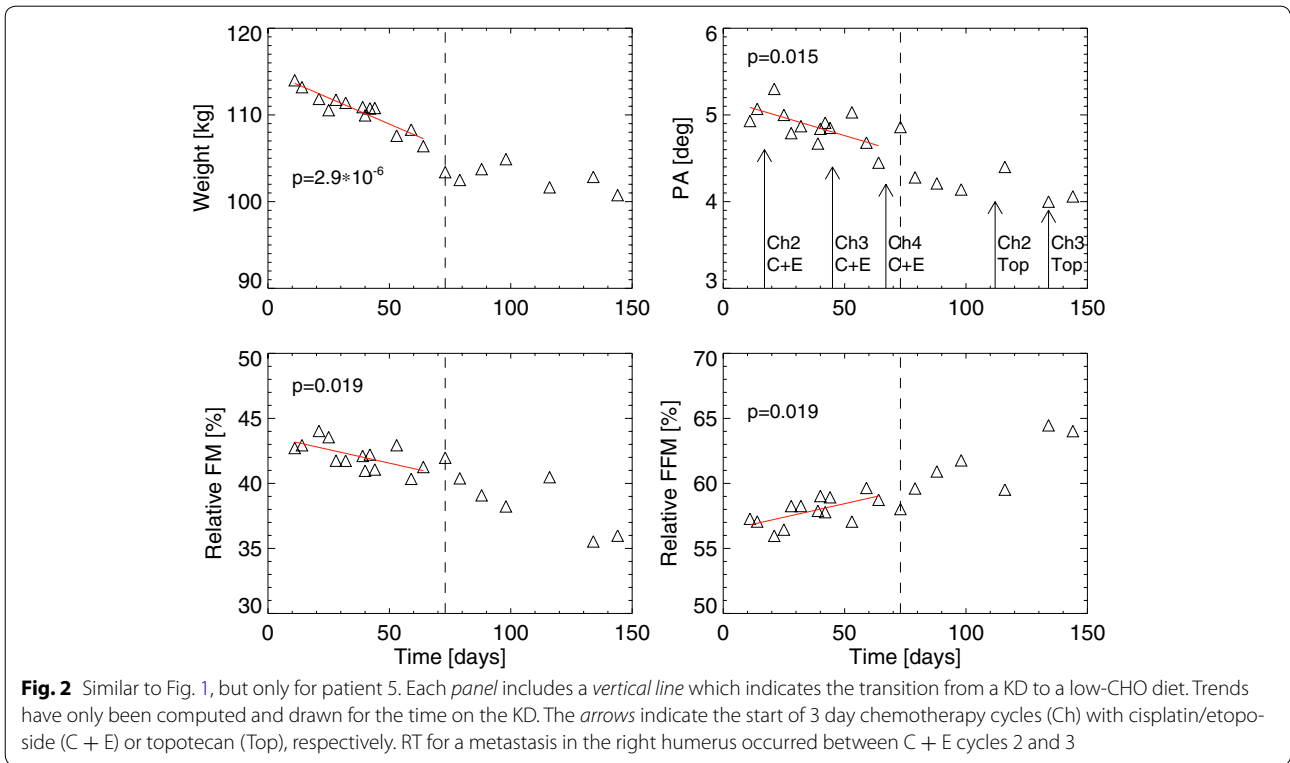 120
110
100
90
Weight [kg]
p=2.9*10-6
0 50 100 150
6
5
4
3
PA [deg]
p=0.015
Ch2 Ch3 Ch4 Ch2 Ch3
C+E C+E C+E Top Top
0 50 100 150
50
45
40
35
30
Relative FM [%]
p=0.019
0 50 100 150
Time [days]
70
65
60
55
50
Relative FFM [%]
p=0.019
0 50 100 150
Time [days]
Fig. 2 Similar to Fig. 1, but only for patient 5. Each panel includes a vertical line which indicates the transition from a KD to a low-CHO diet. Trends
have only been computed and drawn for the time on the KD. The arrows indicate the start of 3 day chemotherapy cycles (Ch) with cisplatin/etopo-
side (C + E) or topotecan (Top), respectively. RT for a metastasis in the right humerus occurred between C + E cycles 2 and 3